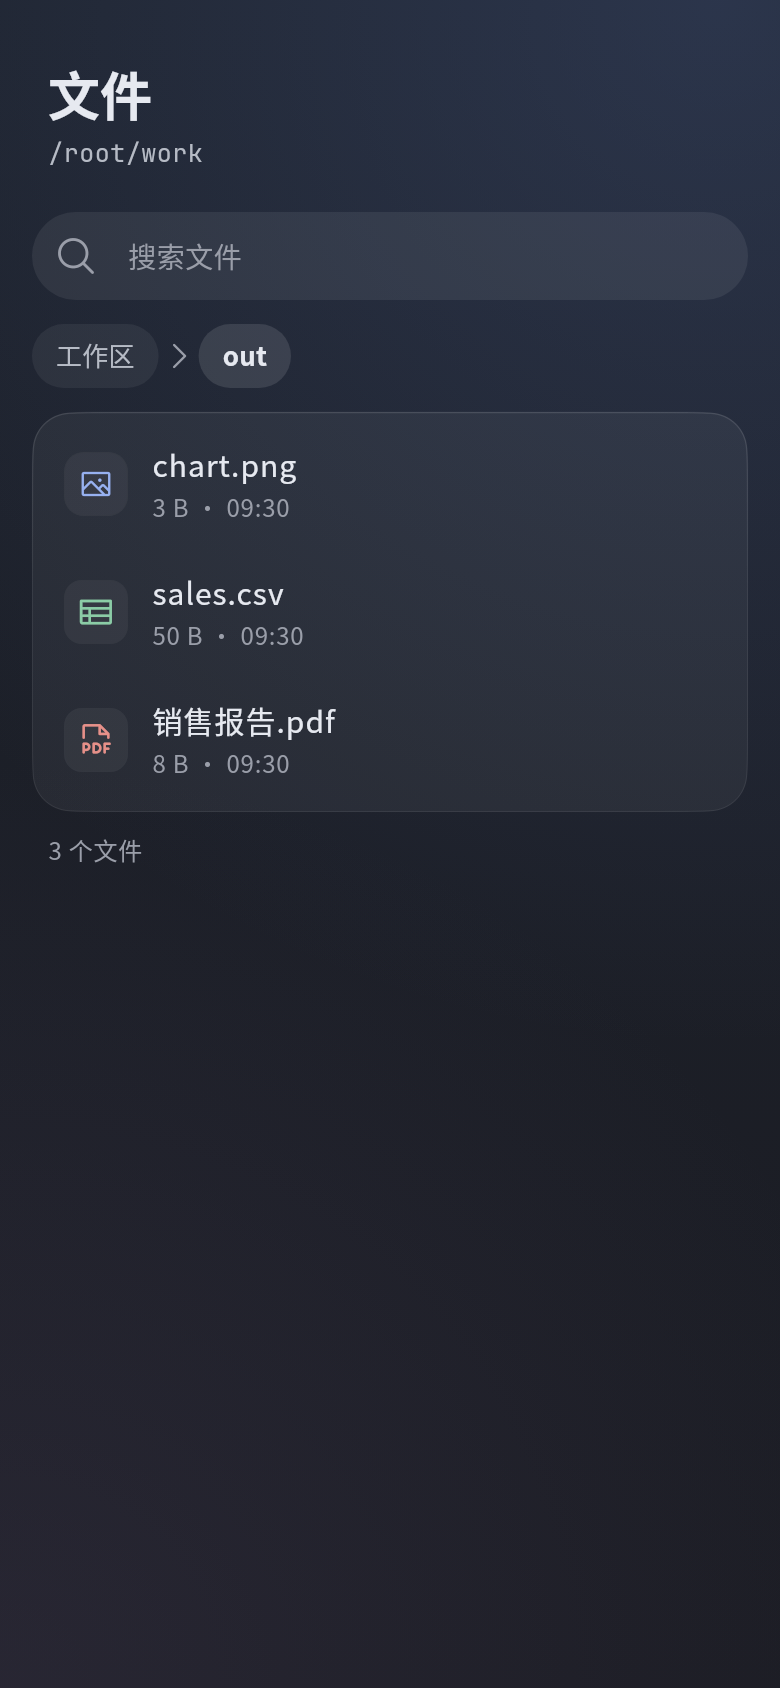 文件
/root/work
搜索文件
工作区
out
chart.png
3 B • 09:30
sales.csv
50 B • 09:30
销售报告.pdf
PDF
8 B • 09:30
3 个文件